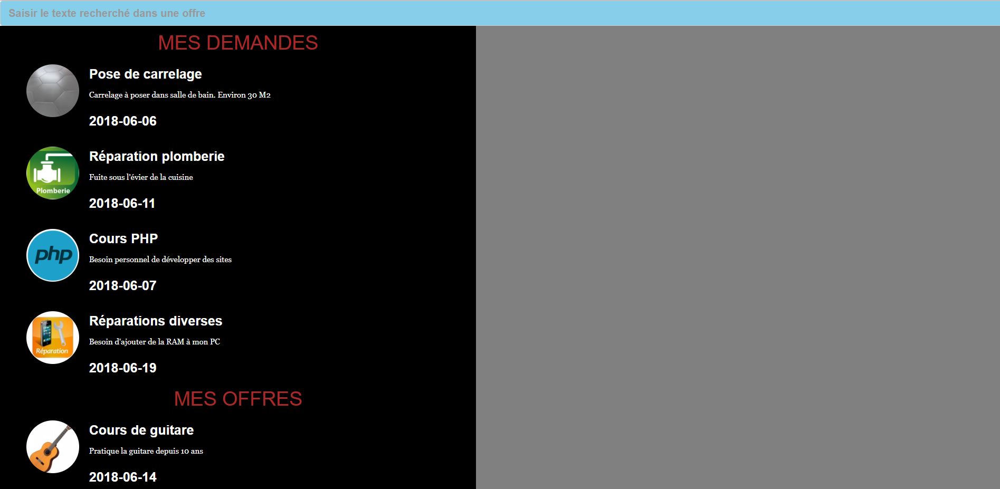 Saisir le texte recherché dans une offre
MES DEMANDES
Pose de carrelage
Carrelage à poser dans salle de bain. Environ 30 M2
2018-06-06
Réparation plomberie
Fuite sous l'évier de la cuisine
Plomberie
2018-06-11
Cours PHP
php
Besoin personnel de développer des sites
2018-06-07
Réparations diverses
Besoin d'ajouter de la RAM à mon PC
Réparation
2018-06-19
MES OFFRES
Cours de guitare
Pratique la guitare depuis 10 ans
2018-06-14